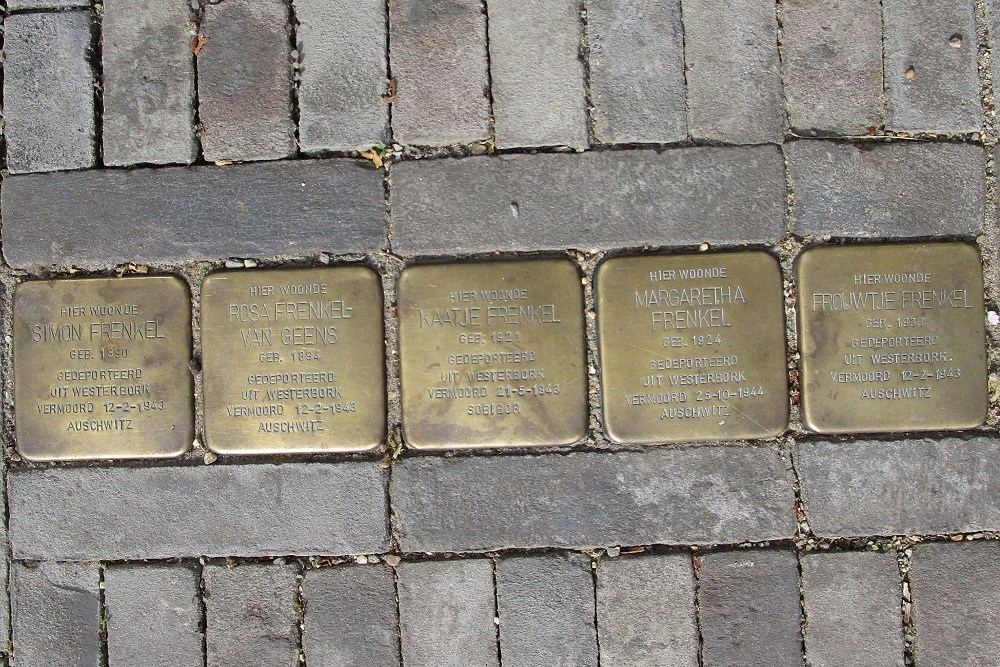 HIER WOONDE
SIMON FRENKEL
GEB. 1890
GEDEPORTEERD
UIT WESTERBORK
VERMOORD 12-2-1943
AUSCHWITZ
HIER WOONDE
ROSA FRENKEL-
VAN GEENS
GEB. 1894
GEDEPORTEERD
UIT WESTERBORK
VERMOORD 12-2-1943
AUSCHWITZ
HIER WOONDE
KAATJE FRENKEL
GEB. 1921
GEDEPORTEERD
UIT WESTERBORK
VERMOORD 21-5-1943
SOBIBOR
HIER WOONDE
MARGARETHA
FRENKEL
GEB. 1924
GEDEPORTEERD
UIT WESTERBORK
VERMOORD 25-10-1944
AUSCHWITZ
HIER WOONDE
FROUWTJE FRENKEL
GEB. 1930
GEDEPORTEERD
UIT WESTERBORK.
VERMOORD 12-2-1943
AUSCHWITZ